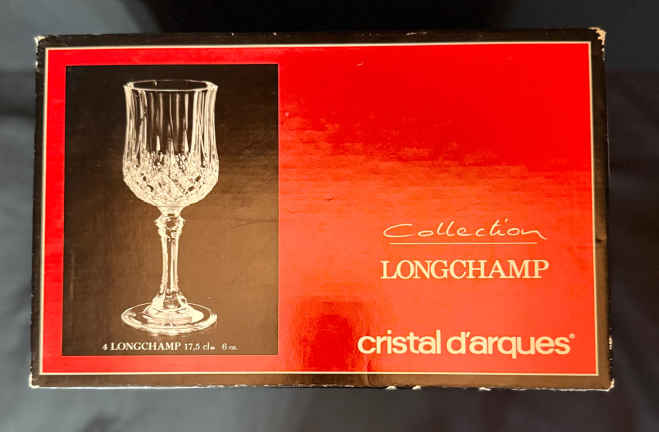 4 LONGCHAMP 17,5 cl= 6 oz.
Collection
LONGCHAMP
cristal d'arques®